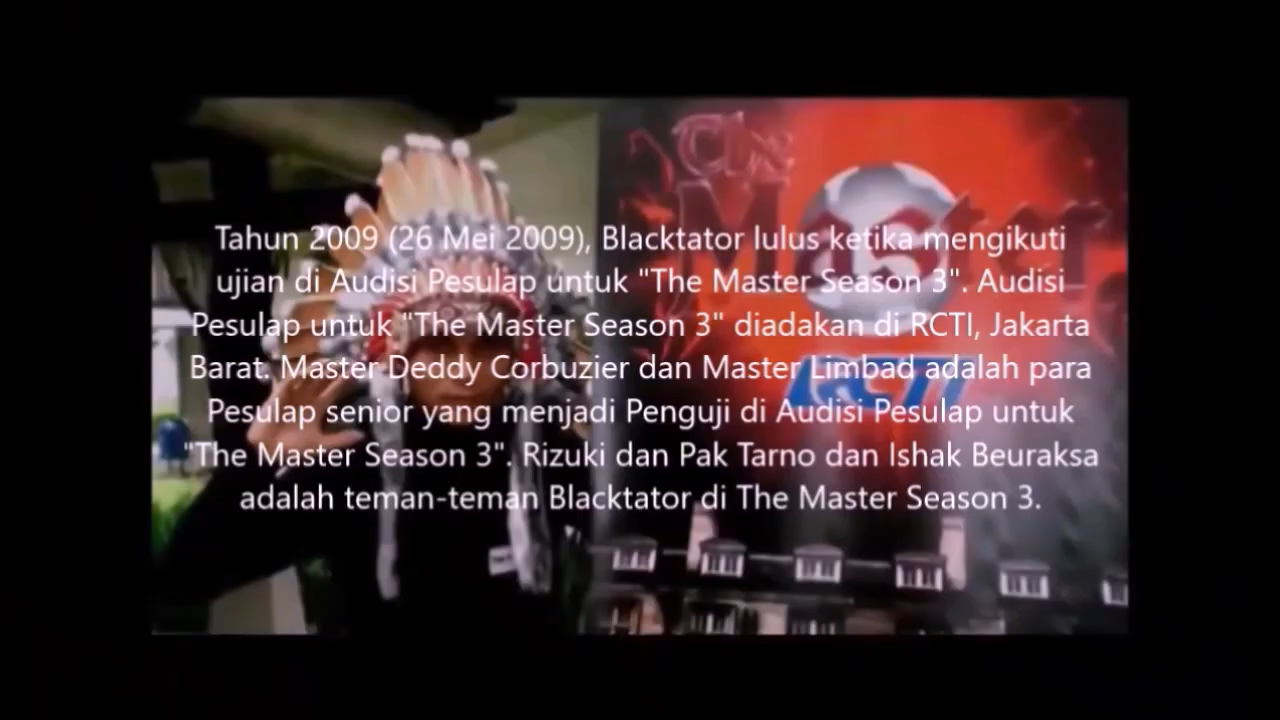 The
Master
RCTI
Tahun 2009 (26 Mei 2009), Blacktator lulus ketika mengikuti
ujian di Audisi Pesulap untuk "The Master Season 3". Audisi
Pesulap untuk "The Master Season 3" diadakan di RCTI, Jakarta
Barat. Master Deddy Corbuzier dan Master Limbad adalah para
Pesulap senior yang menjadi Penguji di Audisi Pesulap untuk
"The Master Season 3". Rizuki dan Pak Tarno dan Ishak Beuraksa
adalah teman-teman Blacktator di The Master Season 3.